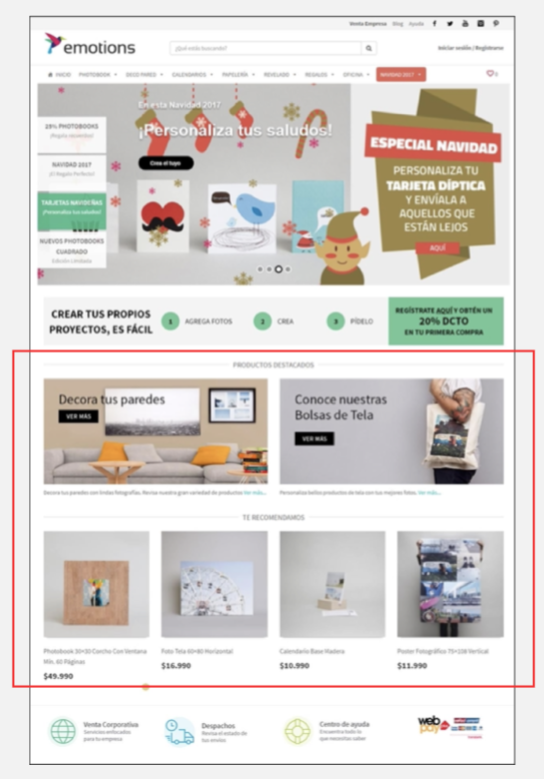 Venta Empresa Blog Ayuda
emotions
¿Qué estás buscando?
Iniciar sesión / Registrarse
INICIO PHOTOBOOK DECO PARED CALENDARIOS PAPELERÍA REVELADO REGALOS OFICINA NAVIDAD 2017
0
En esta Navidad 2017
¡Personaliza tus saludos!
Crea el tuyo
25% PHOTOBOOKS
NAVIDAD 2017
¡El Regalo Perfecto!
TARJETAS NAVIDEÑAS
¡Personaliza tus saludos!
NUEVOS PHOTOBOOKS
CUADRADO
Edición Limitada
ESPECIAL NAVIDAD
PERSONALIZA TU
TARJETA DÍPTICA
Y ENVÍALA A
AQUELLOS QUE
ESTÁN LEJOS
AQUÍ
CREAR TUS PROPIOS
PROYECTOS, ES FÁCIL
1 AGREGA FOTOS
2 CREA
3 PÍDELO
REGÍSTRATE AQUÍ Y OBTÉN UN
20% DCTO
EN TU PRIMERA COMPRA
PRODUCTOS DESTACADOS
Decora tus paredes
VER MÁS
Conoce nuestras
Bolsas de Tela
VER MÁS
Decora tus paredes con lindas fotografías. Revisa nuestra gran variedad de productos Ver más...
Personaliza bellos productos de tela con tus mejores fotos. Ver más...
TE RECOMENDAMOS
Photobook 30×30 Corcho Con Ventana
Mín. 60 Páginas
$49.990
Foto Tela 60×80 Horizontal
$16.990
Calendario Base Madera
$10.990
Poster Fotográfico 75×108 Vertical
$11.990
Venta Corporativa
Servicios enfocados
para tu empresa
Despachos
Revisa el estado de
tus envíos
Centro de ayuda
Encuentra todo lo
que necesitas saber
web
pay